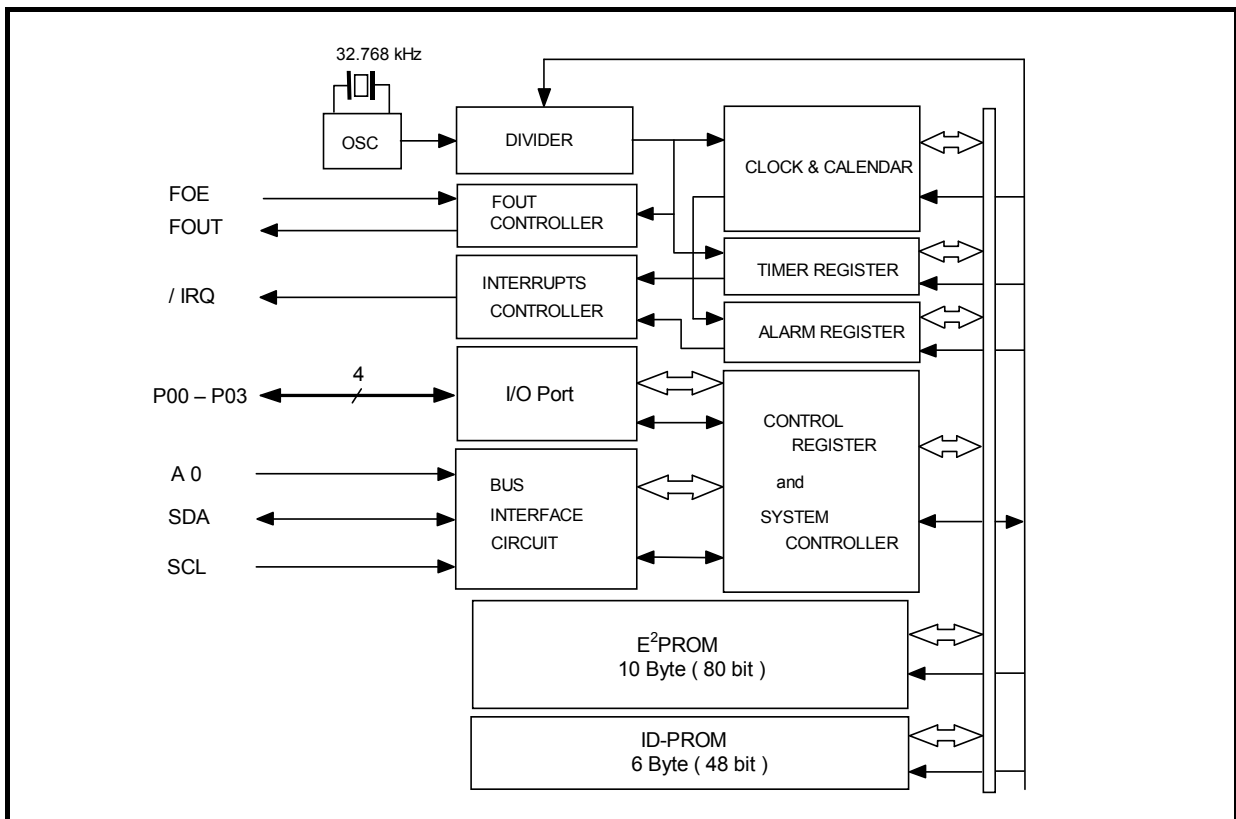 32.768 kHz
OSC
DIVIDER
CLOCK & CALENDAR
FOE
FOUT
FOUT
CONTROLLER
TIMER REGISTER
/ IRQ
INTERRUPTS
CONTROLLER
ALARM REGISTER
P00 – P03
4
I/O Port
CONTROL
REGISTER
and
SYSTEM
CONTROLLER
A 0
SDA
SCL
BUS
INTERFACE
CIRCUIT
E²PROM
10 Byte ( 80 bit )
ID-PROM
6 Byte ( 48 bit )